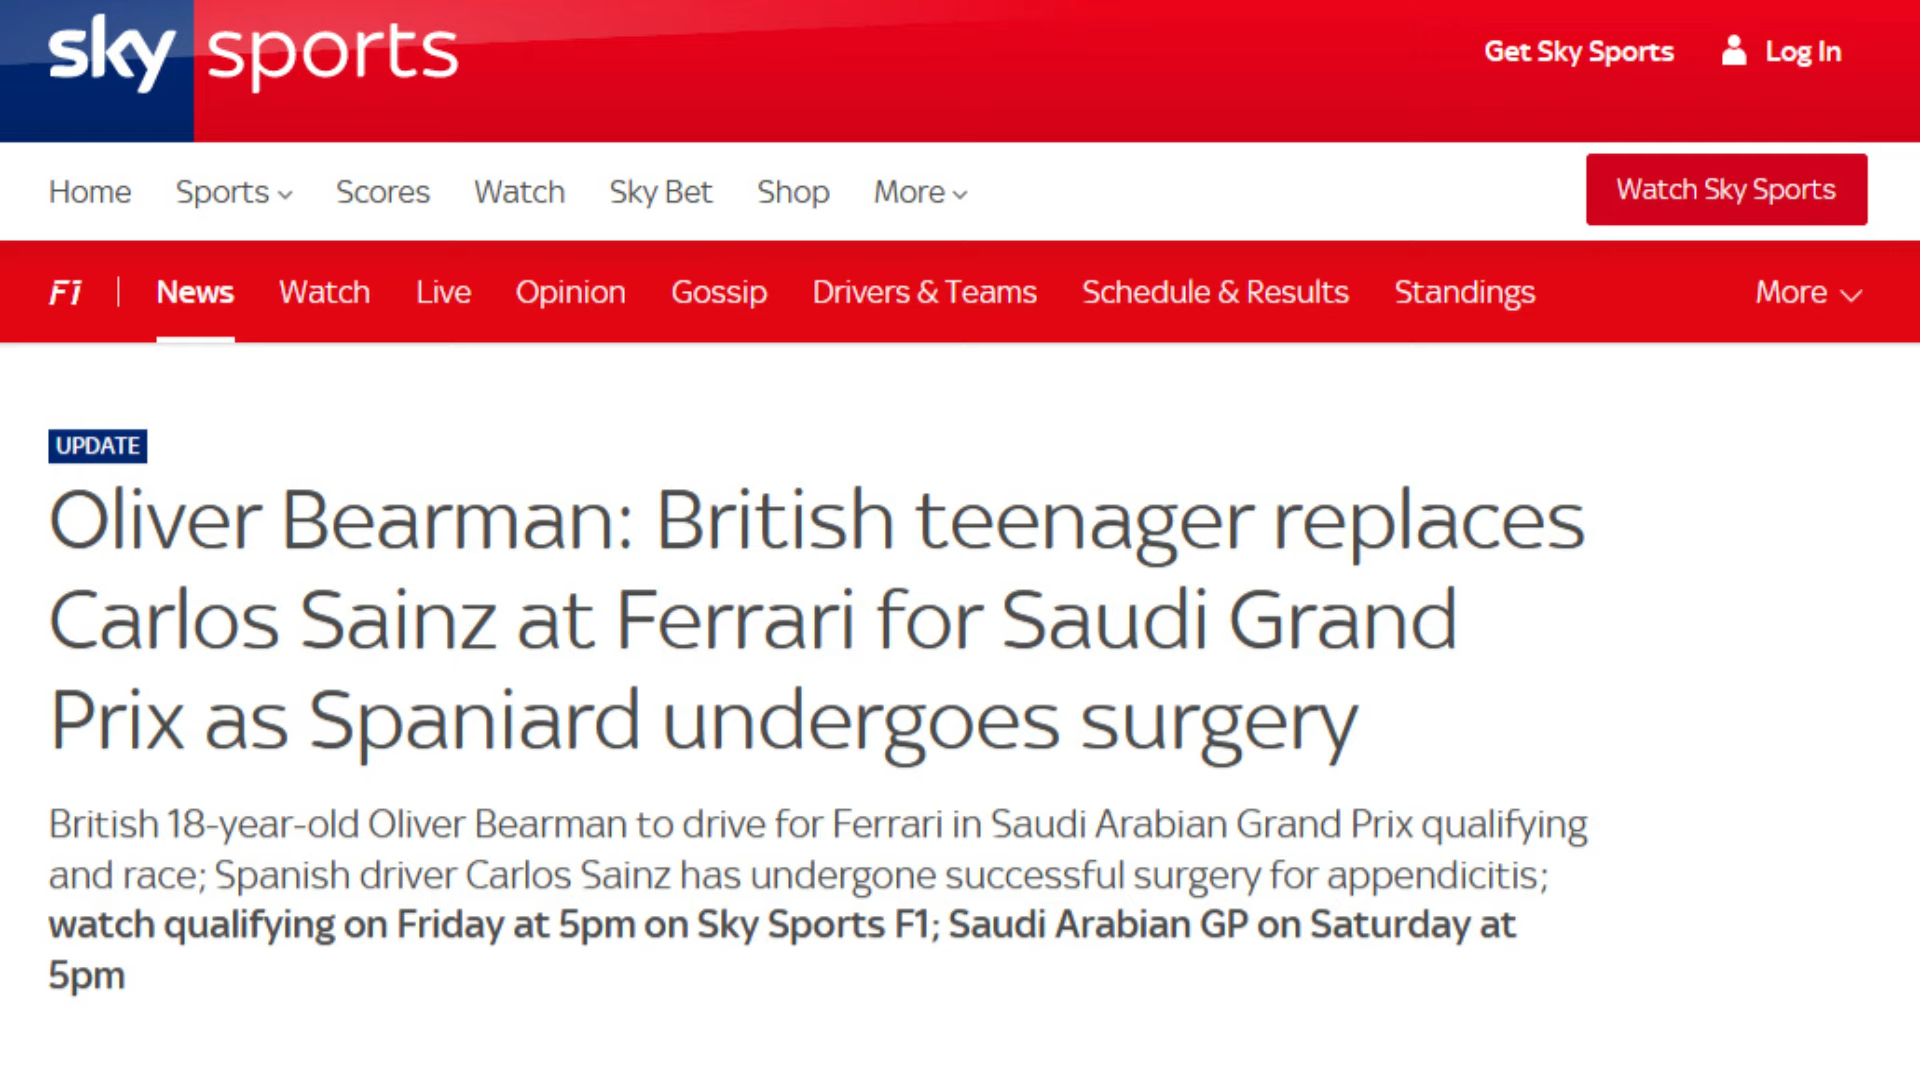 sky sports
Get Sky Sports Log In
Home Sports Scores Watch Sky Bet Shop More
Watch Sky Sports
F1 | News Watch Live Opinion Gossip Drivers & Teams Schedule & Results Standings More
UPDATE
Oliver Bearman: British teenager replaces
Carlos Sainz at Ferrari for Saudi Grand
Prix as Spaniard undergoes surgery
British 18-year-old Oliver Bearman to drive for Ferrari in Saudi Arabian Grand Prix qualifying
and race; Spanish driver Carlos Sainz has undergone successful surgery for appendicitis;
watch qualifying on Friday at 5pm on Sky Sports F1; Saudi Arabian GP on Saturday at
5pm